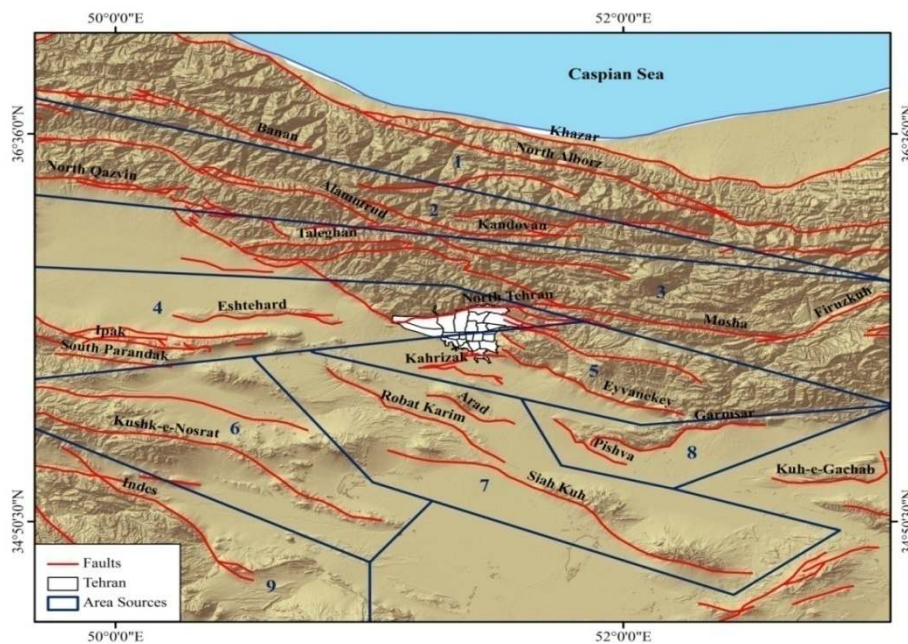 50°0'0"E
52°0'0"E
Caspian Sea
36°36'0"N
36°36'0"N
Khazar
Banan
North Alborz
1
North Qazvin
Alamutrud
2
Kandovan
Taleghan
3
4
Eshtehard
North Tehran
Firuzkuh
Mosha
Ipak
South Parandak
Kahrizak
5
Eyvanekey
Arad
Robat Karim
Garmsar
6
Kushk-e-Nosrat
Pishva
8
Kuh-e-Gachab
7
Siah Kuh
Indes
34°50'30"N
34°50'30"N
9
Faults
Tehran
Area Sources
50°0'0"E
52°0'0"E